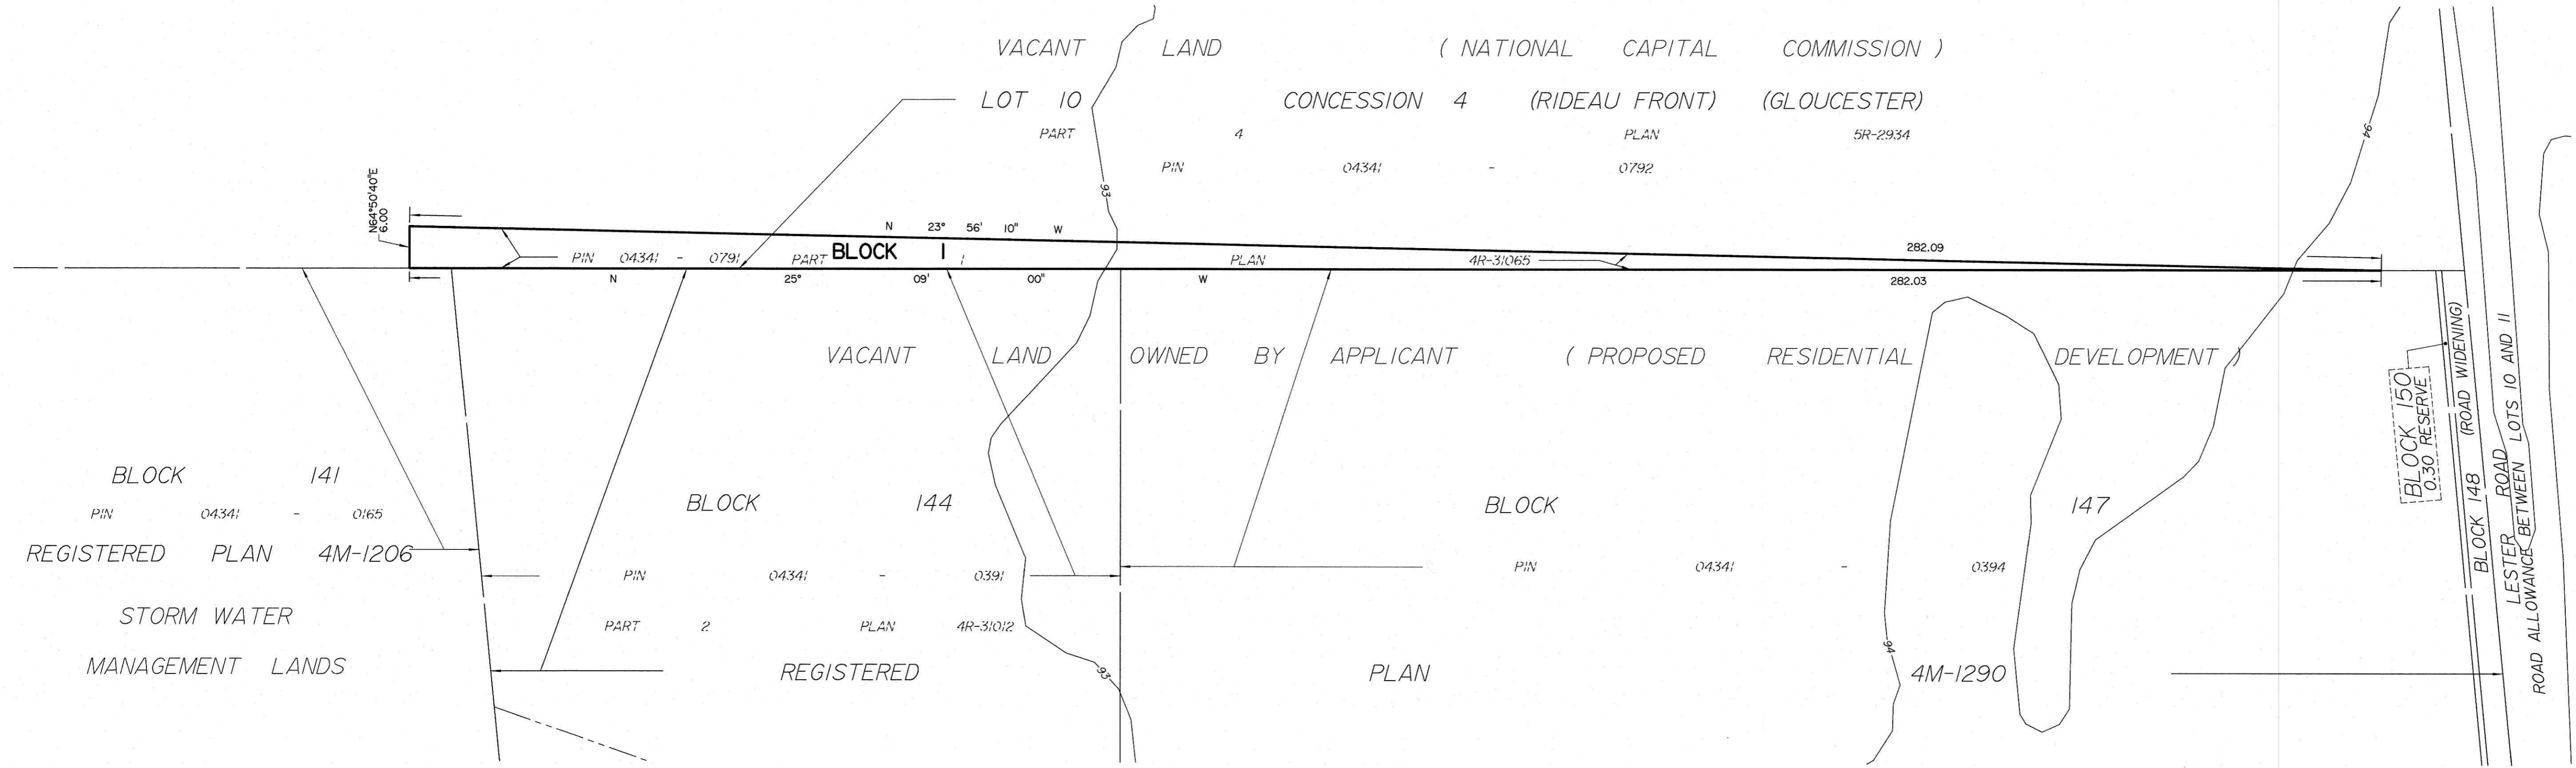 VACANT LAND ( NATIONAL CAPITAL COMMISSION )
LOT 10 CONCESSION 4 (RIDEAU FRONT) (GLOUCESTER)
PART 4 PLAN 5R-2934
PIN 04341 - 0792
N64°50'40"E
6.00
N 23° 56' 10" W
282.09
BLOCK 1
PIN 04341 - 0791 PART 1 PLAN 4R-31065
N 25° 09' 00" W
282.03
VACANT LAND OWNED BY APPLICANT ( PROPOSED RESIDENTIAL DEVELOPMENT )
BLOCK 141
PIN 04341 - 0165
REGISTERED PLAN 4M-1206
STORM WATER
MANAGEMENT LANDS
BLOCK 144
PIN 04341 - 0391
PART 2 PLAN 4R-31012
BLOCK 147
PIN 04341 - 0394
REGISTERED PLAN 4M-1290
93
93
94
94
BLOCK 150
0.30 RESERVE
BLOCK 148 (ROAD WIDENING)
LESTER ROAD
ROAD ALLOWANCE BETWEEN LOTS 10 AND 11